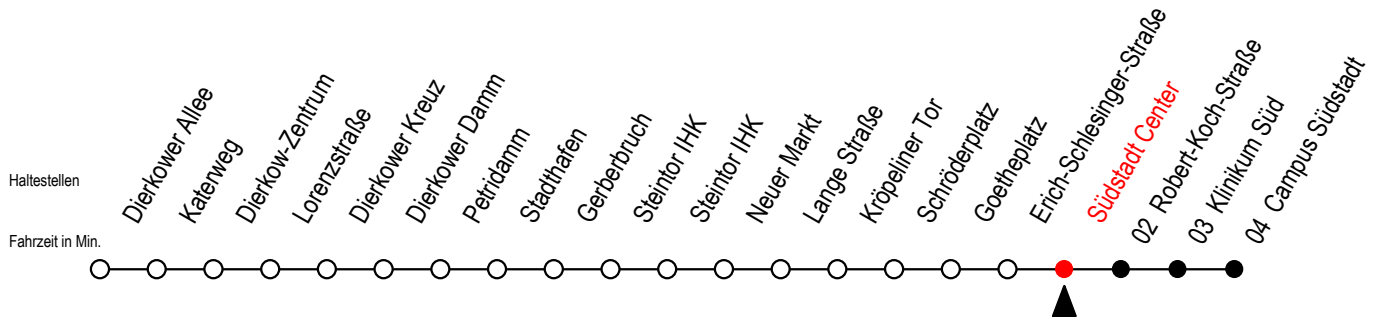 Haltestellen
Fahrzeit in Min.
Dierkower Allee
Katerweg
Dierkow-Zentrum
Lorenzstraße
Dierkower Kreuz
Dierkower Damm
Petridamm
Stadthafen
Gerberbruch
Steintor IHK
Steintor IHK
Neuer Markt
Lange Straße
Kröpeliner Tor
Schröderplatz
Goetheplatz
Erich-Schlesinger-Straße
Südstadt Center
02 Robert-Koch-Straße
03 Klinikum Süd
04 Campus Südstadt